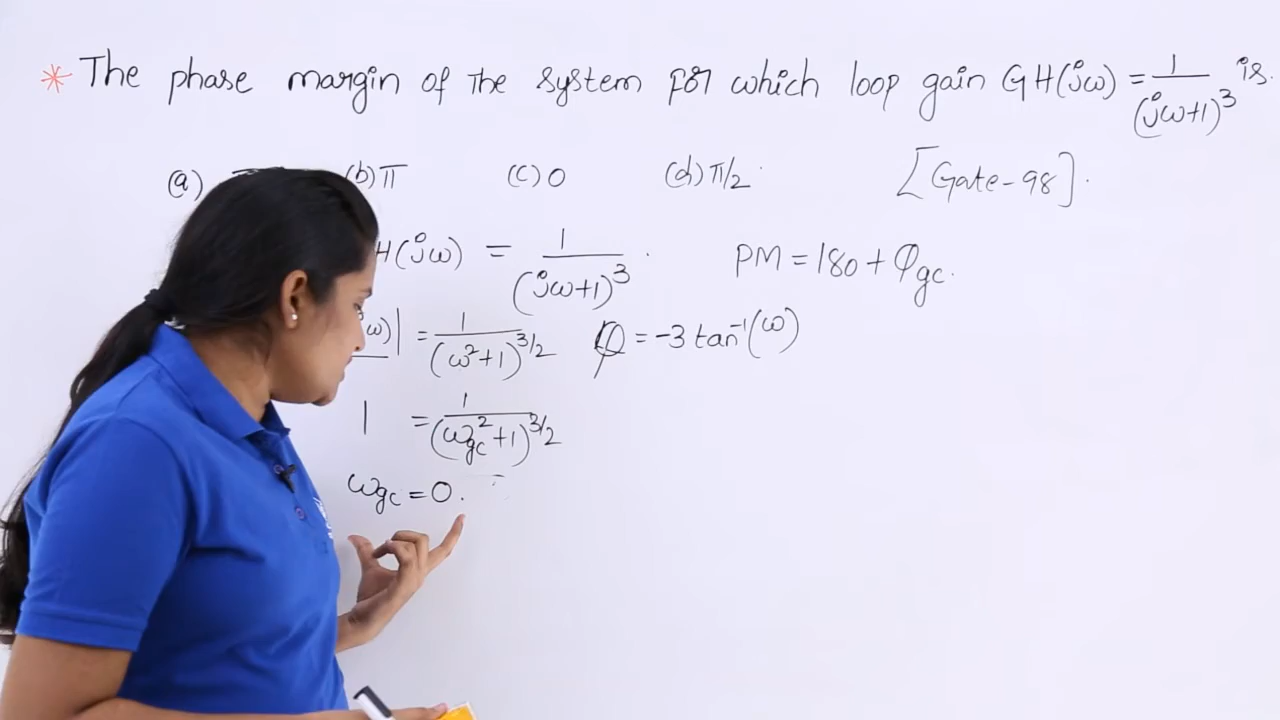 * The phase margin of the system for which loop gain GH(jω) = 1/(jω+1)³ is.
(a) (b) π (c) 0 (d) π/2. [Gate-98].
H(jω) = 1/(jω+1)³. PM = 180 + φgc.
ω)| = 1/(ω²+1)^3/2 φ = -3 tan⁻¹(ω)
1 = 1/(ωgc²+1)^3/2
ωgc = 0.